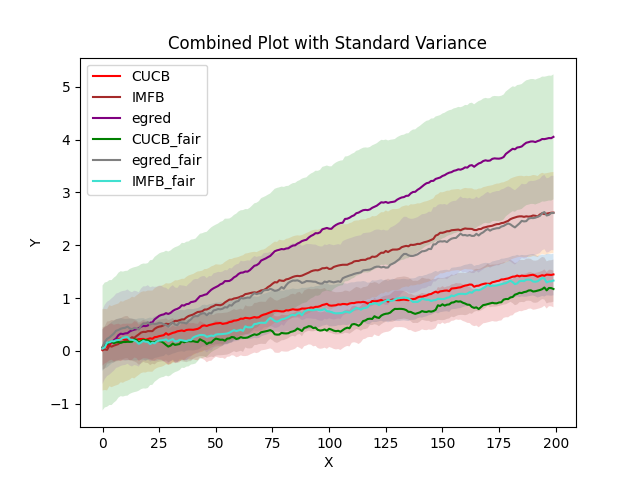 Combined Plot with Standard Variance
CUCB
IMFB
egred
CUCB_fair
egred_fair
IMFB_fair
5
4
3
2
1
0
−1
Y
0 25 50 75 100 125 150 175 200
X